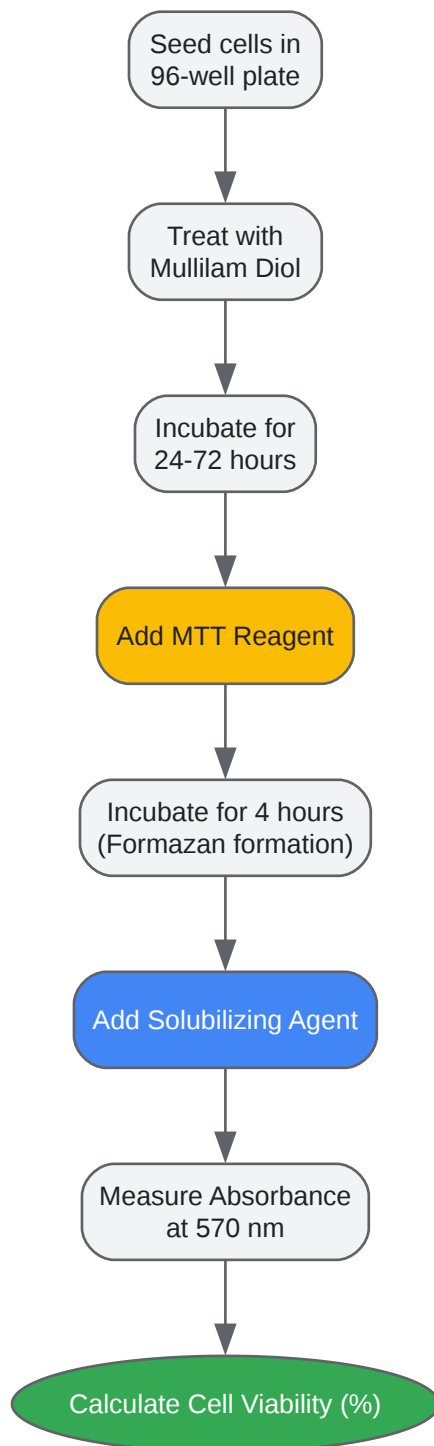 Seed cells in
96-well plate
Treat with
Mullilam Diol
Incubate for
24-72 hours
Add MTT Reagent
Incubate for 4 hours
(Formazan formation)
Add Solubilizing Agent
Measure Absorbance
at 570 nm
Calculate Cell Viability (%)